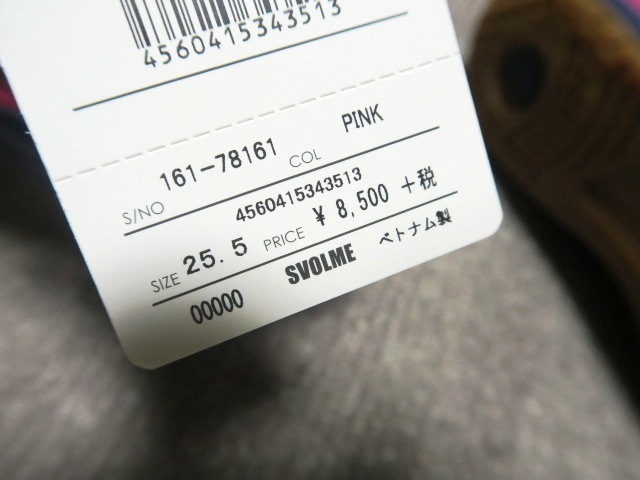 4560415343513
S/NO 161-78161 COL PINK
4560415343513
SIZE 25.5 PRICE ¥ 8,500 +税
00000 SVOLME ベトナム製